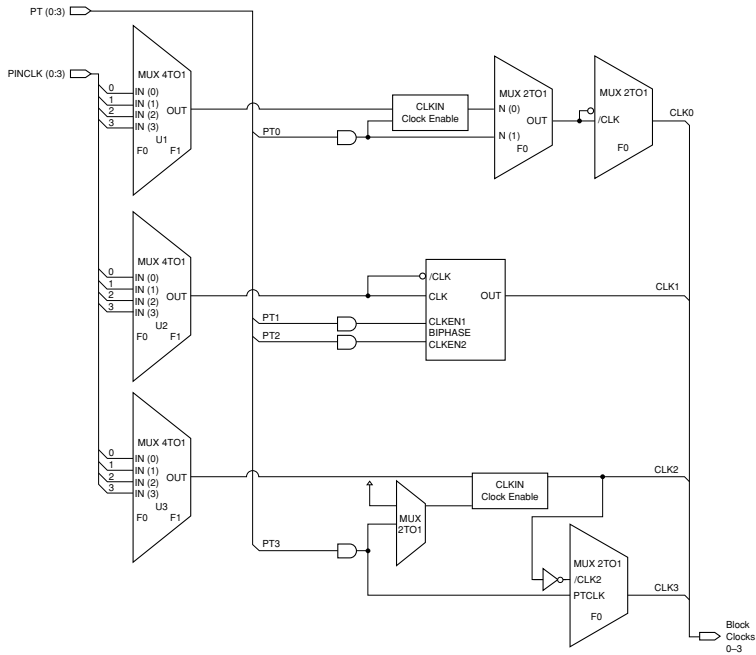 PT (0:3)
PINCLK (0:3)
MUX 4TO1
0
IN (0)
1
IN (1)
2
IN (2)
3
IN (3)
OUT
U1
F0
F1
PT0
CLKIN
Clock Enable
MUX 2TO1
N (0)
OUT
N (1)
F0
MUX 2TO1
/CLK
F0
CLK0
MUX 4TO1
0
IN (0)
1
IN (1)
2
IN (2)
3
IN (3)
OUT
U2
F0
F1
PT1
PT2
/CLK
CLK
OUT
CLKEN1
BIPHASE
CLKEN2
CLK1
MUX 4TO1
0
IN (0)
1
IN (1)
2
IN (2)
3
IN (3)
OUT
U3
F0
F1
PT3
MUX
2TO1
CLKIN
Clock Enable
CLK2
MUX 2TO1
/CLK2
PTCLK
F0
CLK3
Block
Clocks
0–3